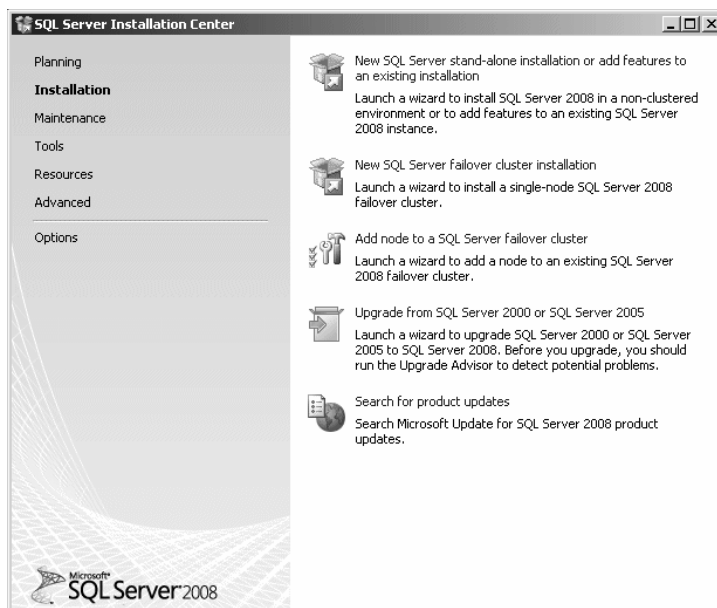 SQL Server Installation Center
Planning
Installation
Maintenance
Tools
Resources
Advanced
Options
New SQL Server stand-alone installation or add features to
an existing installation
Launch a wizard to install SQL Server 2008 in a non-clustered
environment or to add features to an existing SQL Server
2008 instance.
New SQL Server failover cluster installation
Launch a wizard to install a single-node SQL Server 2008
failover cluster.
Add node to a SQL Server failover cluster
Launch a wizard to add a node to an existing SQL Server
2008 failover cluster.
Upgrade from SQL Server 2000 or SQL Server 2005
Launch a wizard to upgrade SQL Server 2000 or SQL Server
2005 to SQL Server 2008. Before you upgrade, you should
run the Upgrade Advisor to detect potential problems.
Search for product updates
Search Microsoft Update for SQL Server 2008 product
updates.
Microsoft
SQL Server 2008